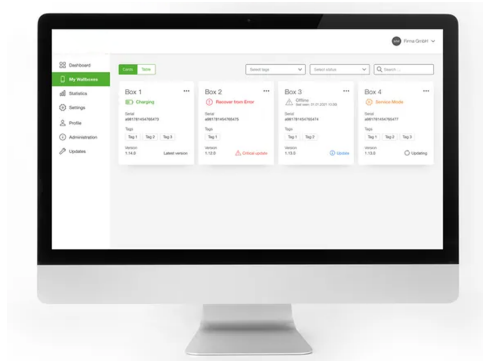 Firma GmbH
Dashboard
My Wallboxes
Statistics
Settings
Profile
Administration
Updates
Cards
Table
Select tags
Select status
Search ...
Box 1
Charging
Serial
Tags
Tag 1
Tag 2
Tag 3
Version
1.14.0
Latest version
Box 2
Recover from Error
Serial
Tags
Tag 1
Version
1.13.0
Critical update
Box 3
Offline
Serial
Tags
Tag 1
Tag 2
Tag 3
Version
1.13.0
Update
Box 4
Service Mode
Serial
Tags
Tag 1
Tag 2
Tag 3
Version
1.13.0
Updating